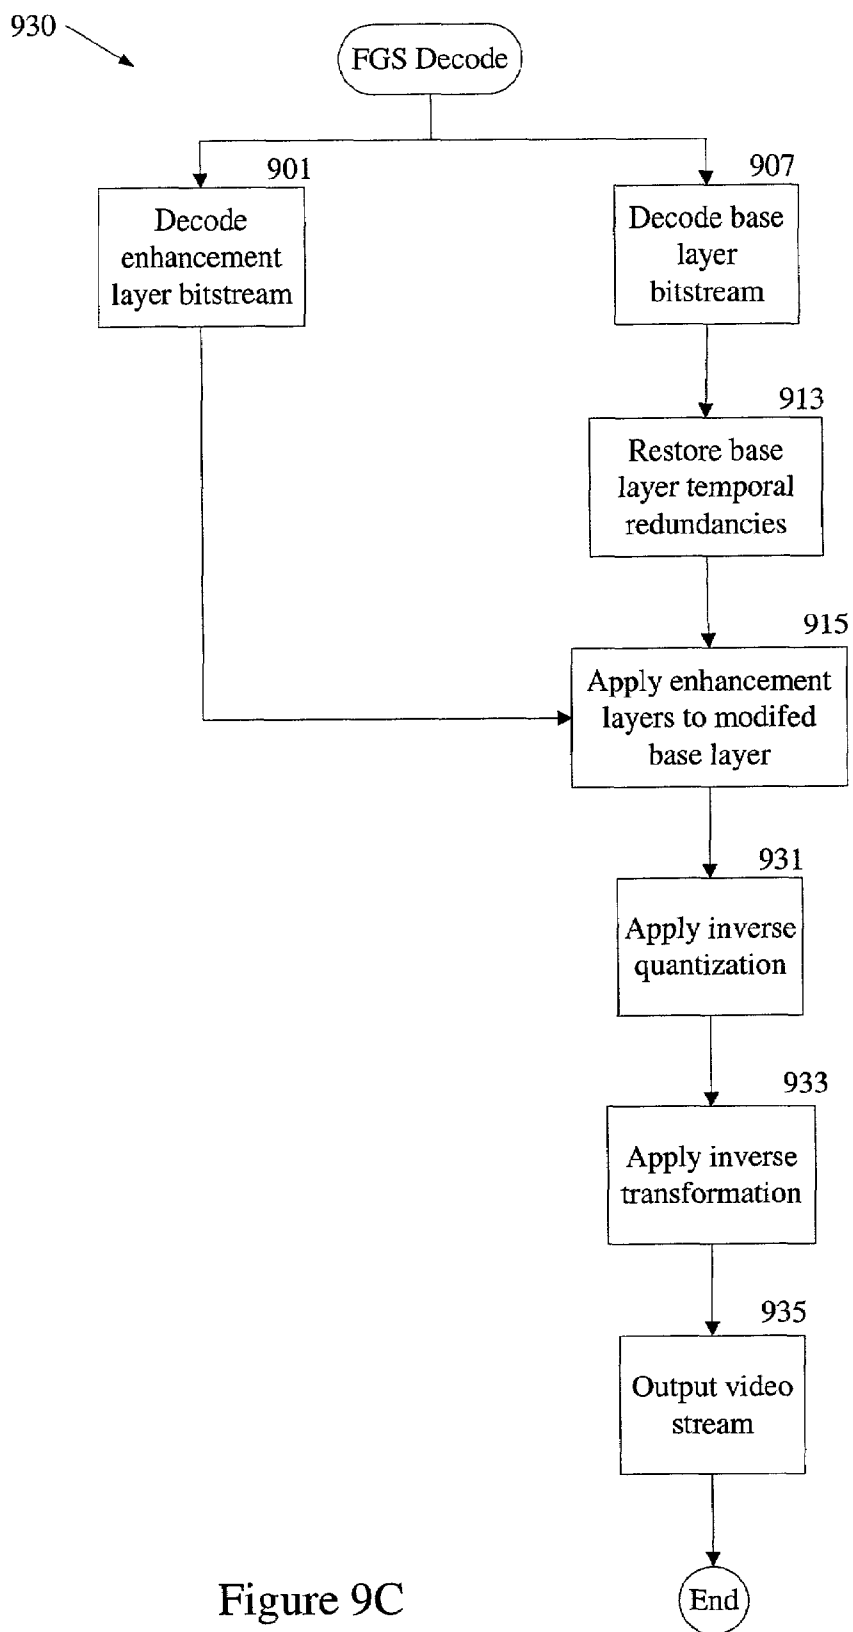 930
FGS Decode
901
Decode
enhancement
layer bitstream
907
Decode base
layer
bitstream
913
Restore base
layer temporal
redundancies
915
Apply enhancement
layers to modifed
base layer
931
Apply inverse
quantization
933
Apply inverse
transformation
935
Output video
stream
End
Figure 9C